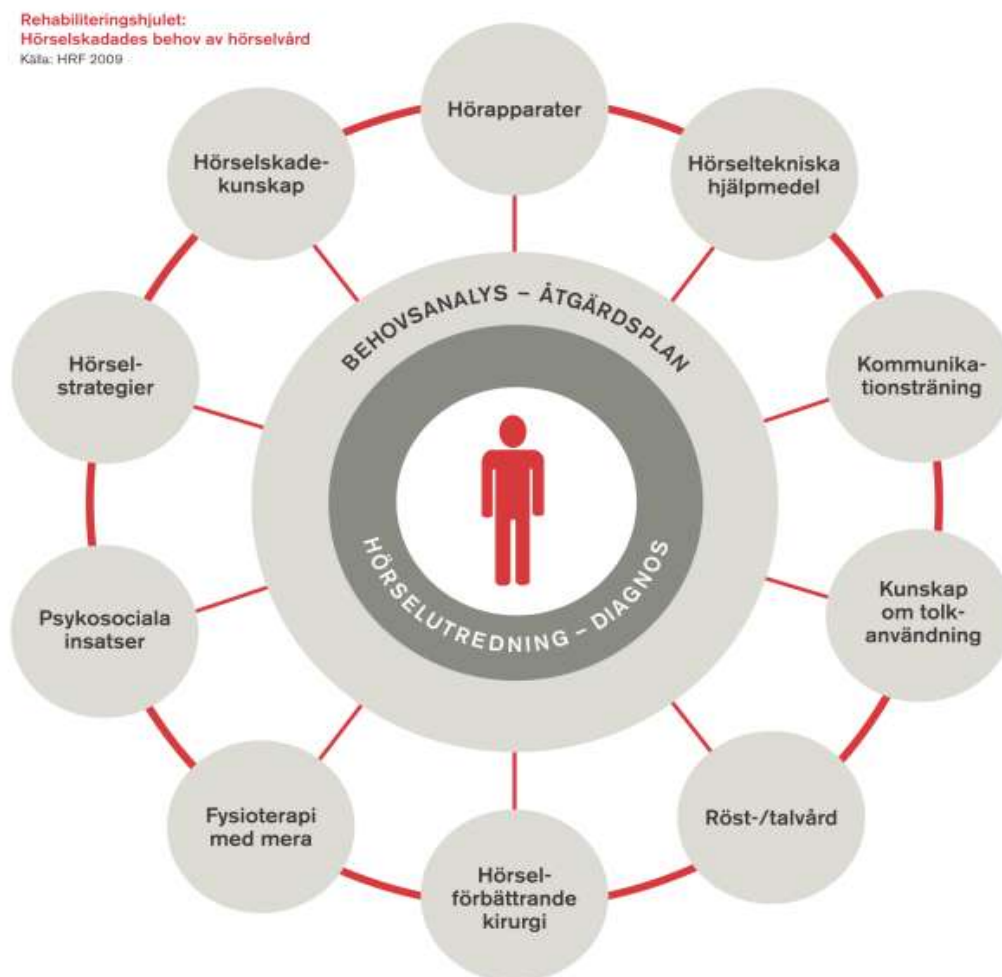 Rehabiliteringshjulet:
Hörselskadades behov av hörselvård
Källa: HRF 2009
Hörapparater
Hörseltekniska
hjälpmedel
Kommunika-
tionsträning
Kunskap
om tolk-
användning
Röst-/talvård
Hörsel-
förbättrande
kirurgi
Fysioterapi
med mera
Psykosociala
insatser
Hörsel-
strategier
Hörselskade-
kunskap
BEHOVSANALYS – ÅTGÄRDSPLAN
HÖRSELUTREDNING – DIAGNOS